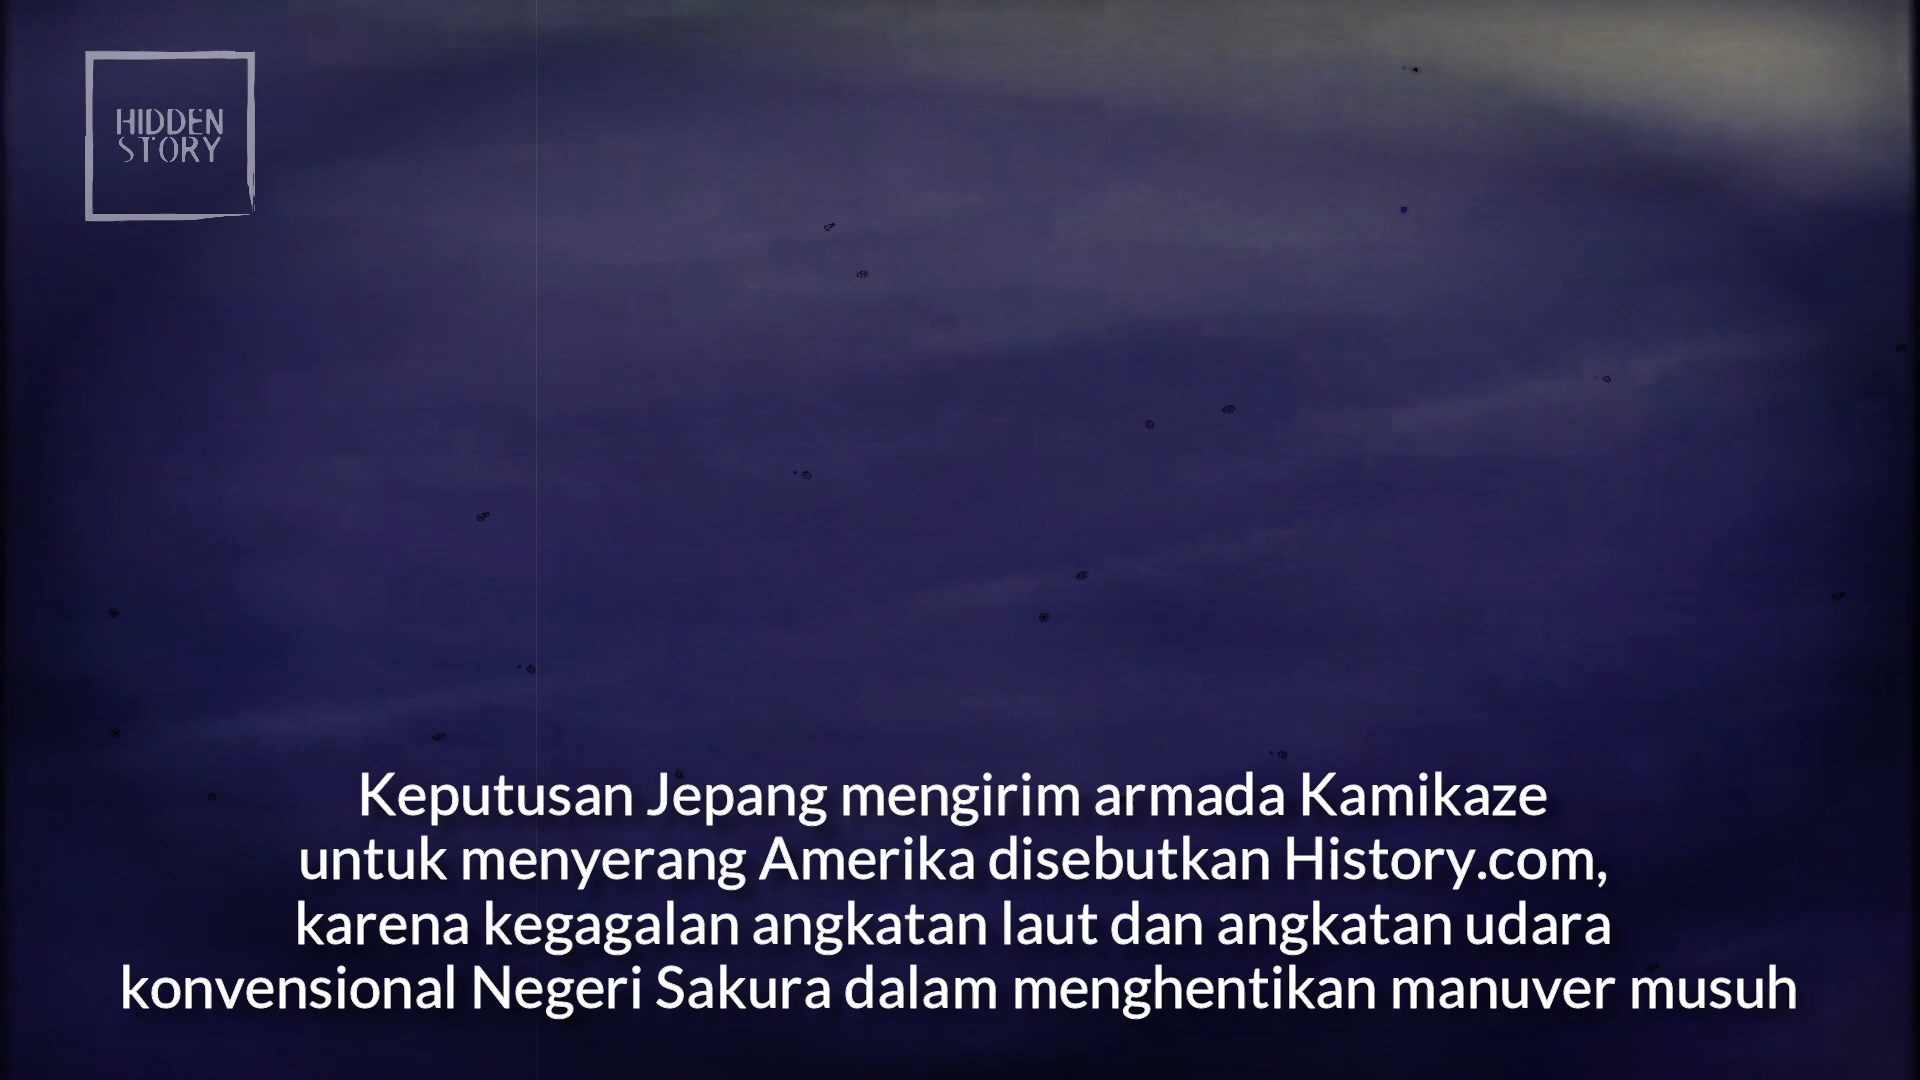 HIDDEN
STORY
Keputusan Jepang mengirim armada Kamikaze
untuk menyerang Amerika disebutkan History.com,
karena kegagalan angkatan laut dan angkatan udara
konvensional Negeri Sakura dalam menghentikan manuver musuh